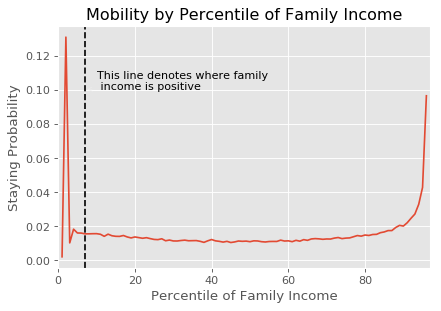 Mobility by Percentile of Family Income
0.12
0.10
0.08
0.06
0.04
0.02
0.00
Staying Probability
This line denotes where family
income is positive
0 20 40 60 80
Percentile of Family Income